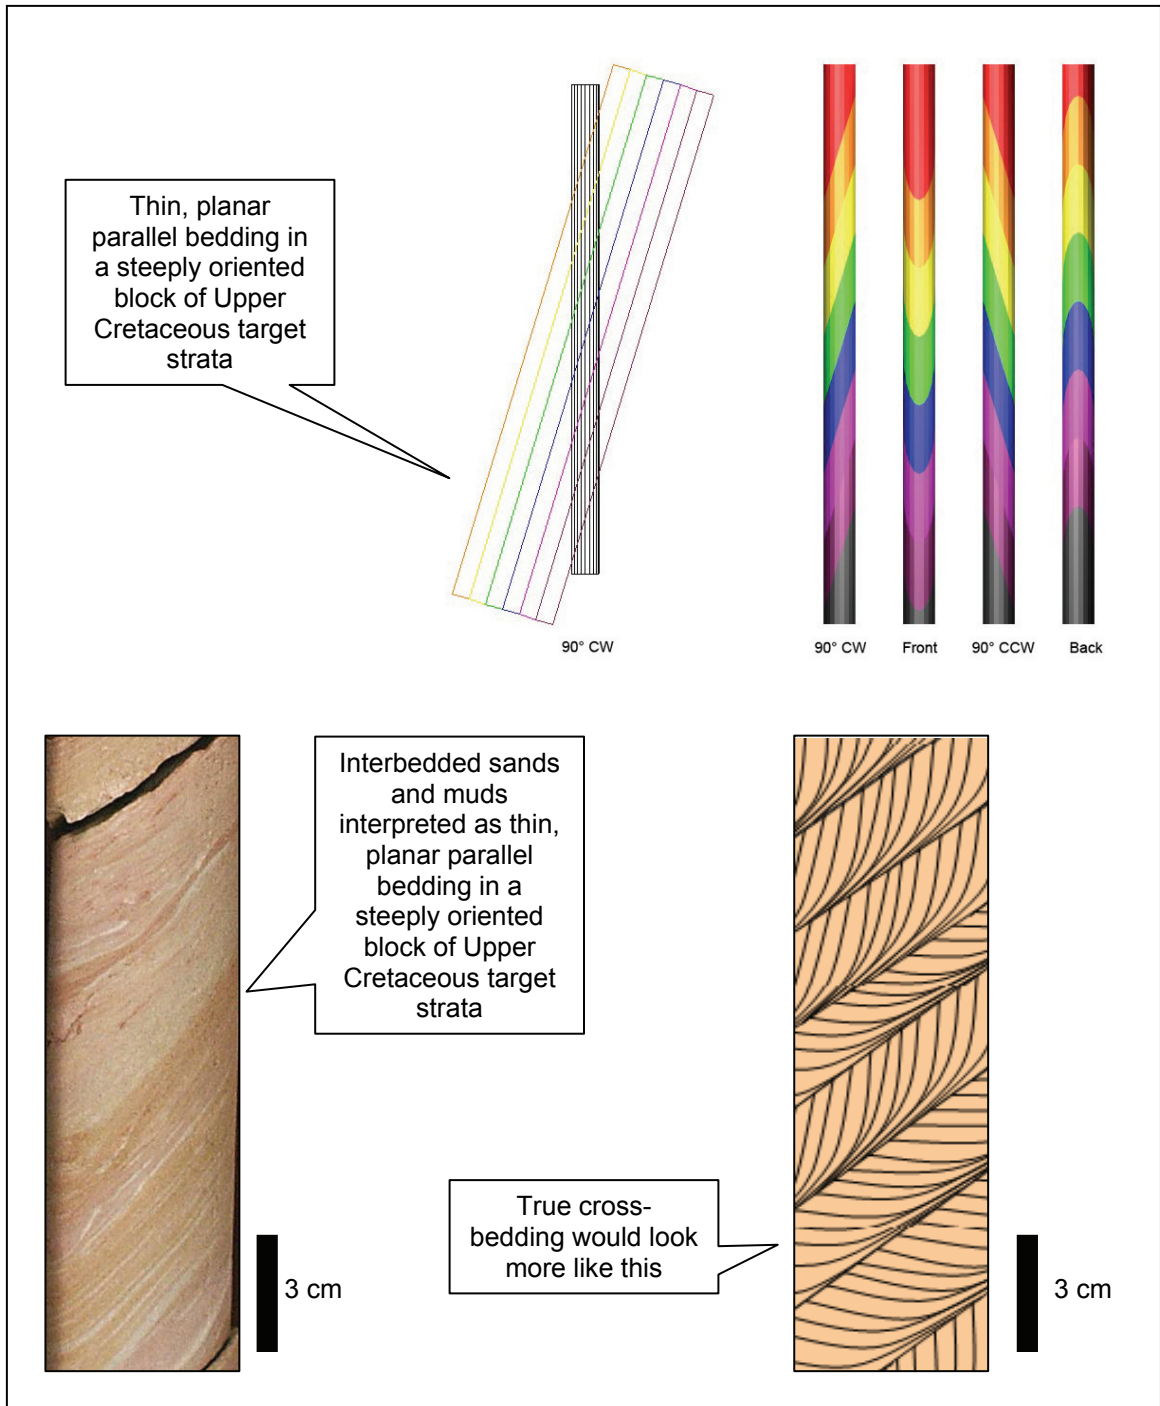 Thin, planar
parallel bedding in
a steeply oriented
block of Upper
Cretaceous target
strata
90° CW
90° CW
Front
90° CCW
Back
Interbedded sands
and muds
interpreted as thin,
planar parallel
bedding in a
steeply oriented
block of Upper
Cretaceous target
strata
True cross-
bedding would look
more like this
3 cm
3 cm